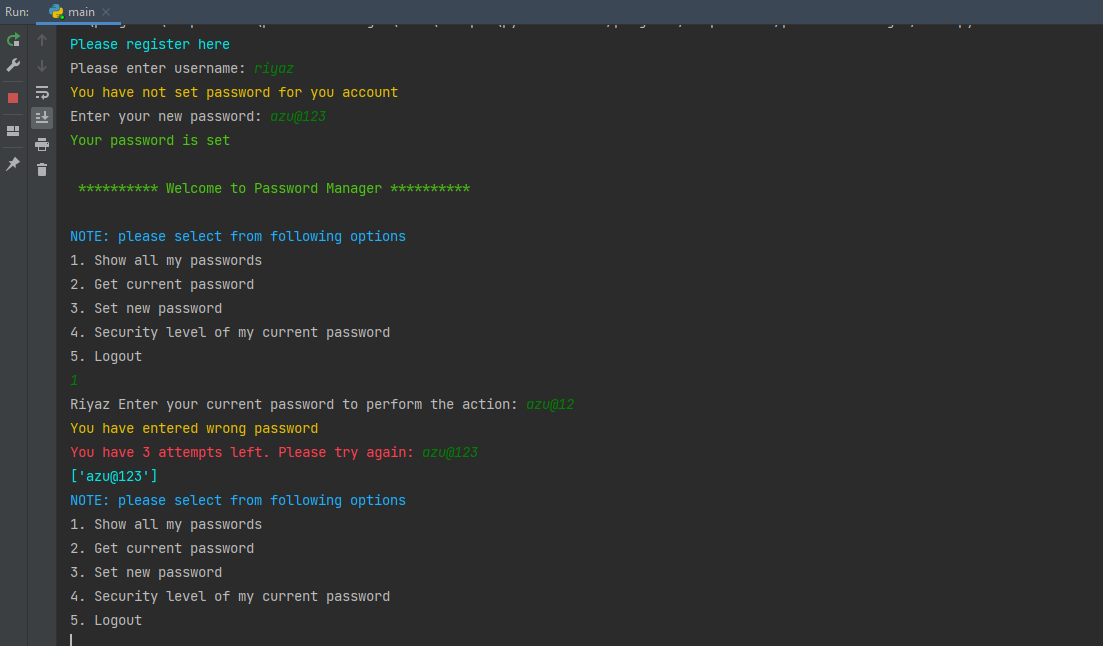 Run: main
Please register here
Please enter username: riyaz
You have not set password for you account
Enter your new password: azu@123
Your password is set
********** Welcome to Password Manager **********
NOTE: please select from following options
1. Show all my passwords
2. Get current password
3. Set new password
4. Security level of my current password
5. Logout
1
Riyaz Enter your current password to perform the action: azu@12
You have entered wrong password
You have 3 attempts left. Please try again: azu@123
['azu@123']
NOTE: please select from following options
1. Show all my passwords
2. Get current password
3. Set new password
4. Security level of my current password
5. Logout